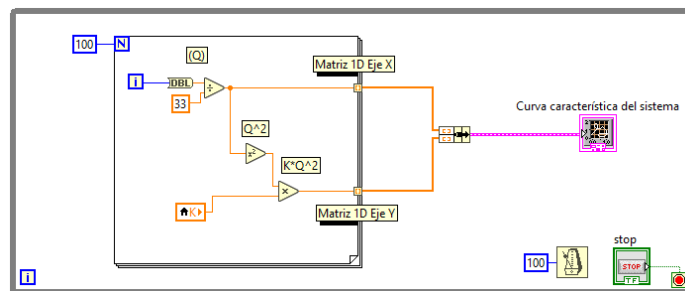 100
N
(Q)
Matriz 1D Eje X
i
DBL
33
Q^2
x²
K*Q^2
K
Matriz 1D Eje Y
Curva característica del sistema
stop
100
STOP
TF
i